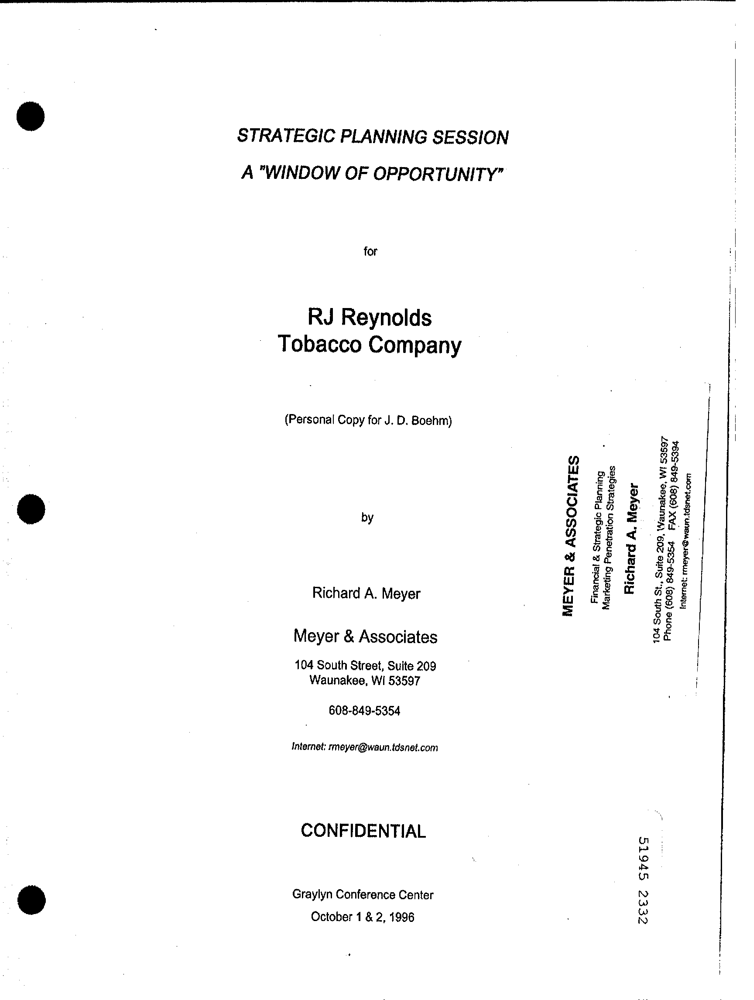 STRATEGIC PLANNING SESSION
A "WINDOW OF OPPORTUNITY"
for
RJ Reynolds
Tobacco Company
(Personal Copy for J. D. Boehm)
by
Richard A. Meyer
Meyer & Associates
104 South Street, Suite 209
Waunakee, WI 53597
608-849-5354
Internet: rmeyer@waun.tdsnet.com
CONFIDENTIAL
Graylyn Conference Center
October 1 & 2, 1996
MEYER & ASSOCIATES
Financial & Strategic Planning
Marketing Penetration Strategies
Richard A. Meyer
104 South St., Suite 209, Waunakee, WI 53597
Phone (608) 849-5354 FAX (608) 849-5394
Internet: rmeyer@waun.tdsnet.com
51945 2332